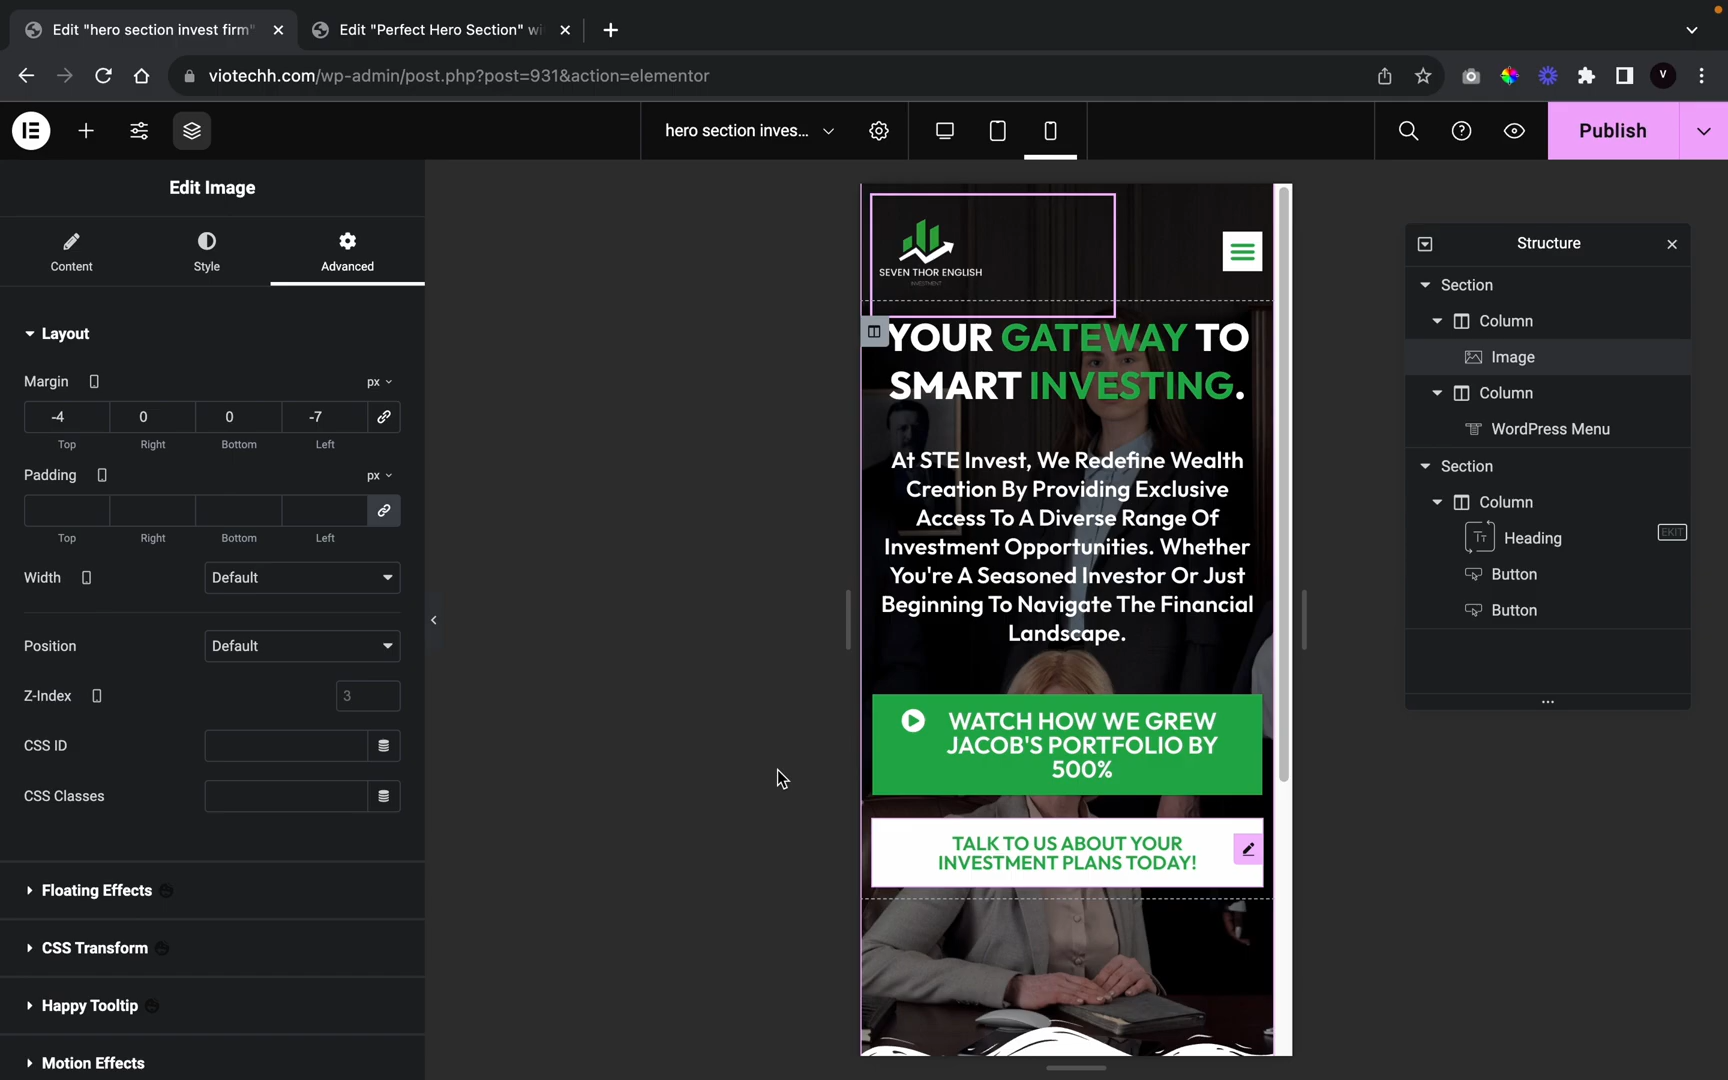 Edit "hero section invest firm"
Edit "Perfect Hero Section" wi
viotechh.com/wp-admin/post.php?post=931&action=elementor
V
hero section inves...
Publish
Edit Image
Content
Style
Advanced
Layout
Margin
px
-4
0
0
-7
Top
Right
Bottom
Left
Padding
px
Top
Right
Bottom
Left
Width
Default
Position
Default
Z-Index
3
CSS ID
CSS Classes
Floating Effects
CSS Transform
Happy Tooltip
Motion Effects
SEVEN THOR ENGLISH
INVESTMENT
YOUR GATEWAY TO
SMART INVESTING.
At STE Invest, We Redefine Wealth
Creation By Providing Exclusive
Access To A Diverse Range Of
Investment Opportunities. Whether
You're A Seasoned Investor Or Just
Beginning To Navigate The Financial
Landscape.
WATCH HOW WE GREW
JACOB'S PORTFOLIO BY
500%
TALK TO US ABOUT YOUR
INVESTMENT PLANS TODAY!
Structure
Section
Column
Image
Column
WordPress Menu
Section
Column
Heading
EKIT
Button
Button